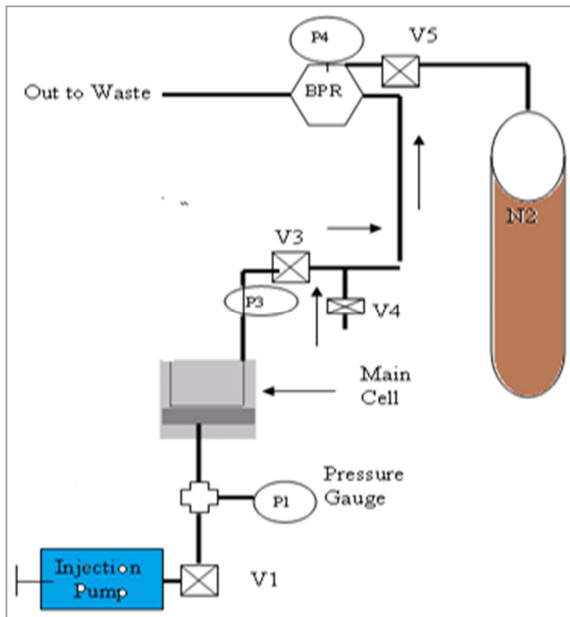 P4
V5
Out to Waste
BPR
N2
V3
P3
V4
Main
Cell
Pressure
Gauge
P1
Injection
Pump
V1